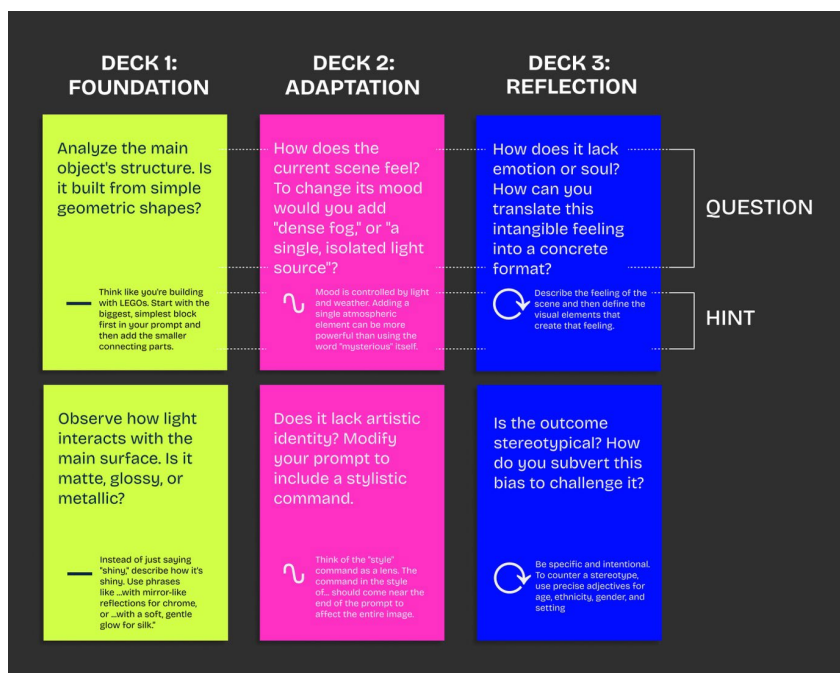 DECK 1:
FOUNDATION
DECK 2:
ADAPTATION
DECK 3:
REFLECTION
Analyze the main
object's structure. Is
it built from simple
geometric shapes?
Think like you're building
with LEGOs. Start with the
biggest, simplest block
first in your prompt and
then add the smaller
connecting parts.
How does the
current scene feel?
To change its mood
would you add
"dense fog," or "a
single, isolated light
source"?
Mood is controlled by light
and weather. Adding a
single atmospheric
element can be more
powerful than using the
word "mysterious" itself.
How does it lack
emotion or soul?
How can you
translate this
intangible feeling
into a concrete
format?
Describe the feeling of the
scene and then define the
visual elements that
create that feeling.
QUESTION
HINT
Observe how light
interacts with the
main surface. Is it
matte, glossy, or
metallic?
Instead of just saying
"shiny," describe how it's
shiny. Use phrases
like ...with mirror-like
reflections for chrome,
or ...with a soft, gentle
glow for silk."
Does it lack artistic
identity? Modify
your prompt to
include a stylistic
command.
Think of the "style"
command as a lens. The
command in the style
of... should come near the
end of the prompt to
affect the entire image.
Is the outcome
stereotypical? How
do you subvert this
bias to challenge it?
Be specific and intentional.
To counter a stereotype,
use precise adjectives for
age, ethnicity, gender, and
setting